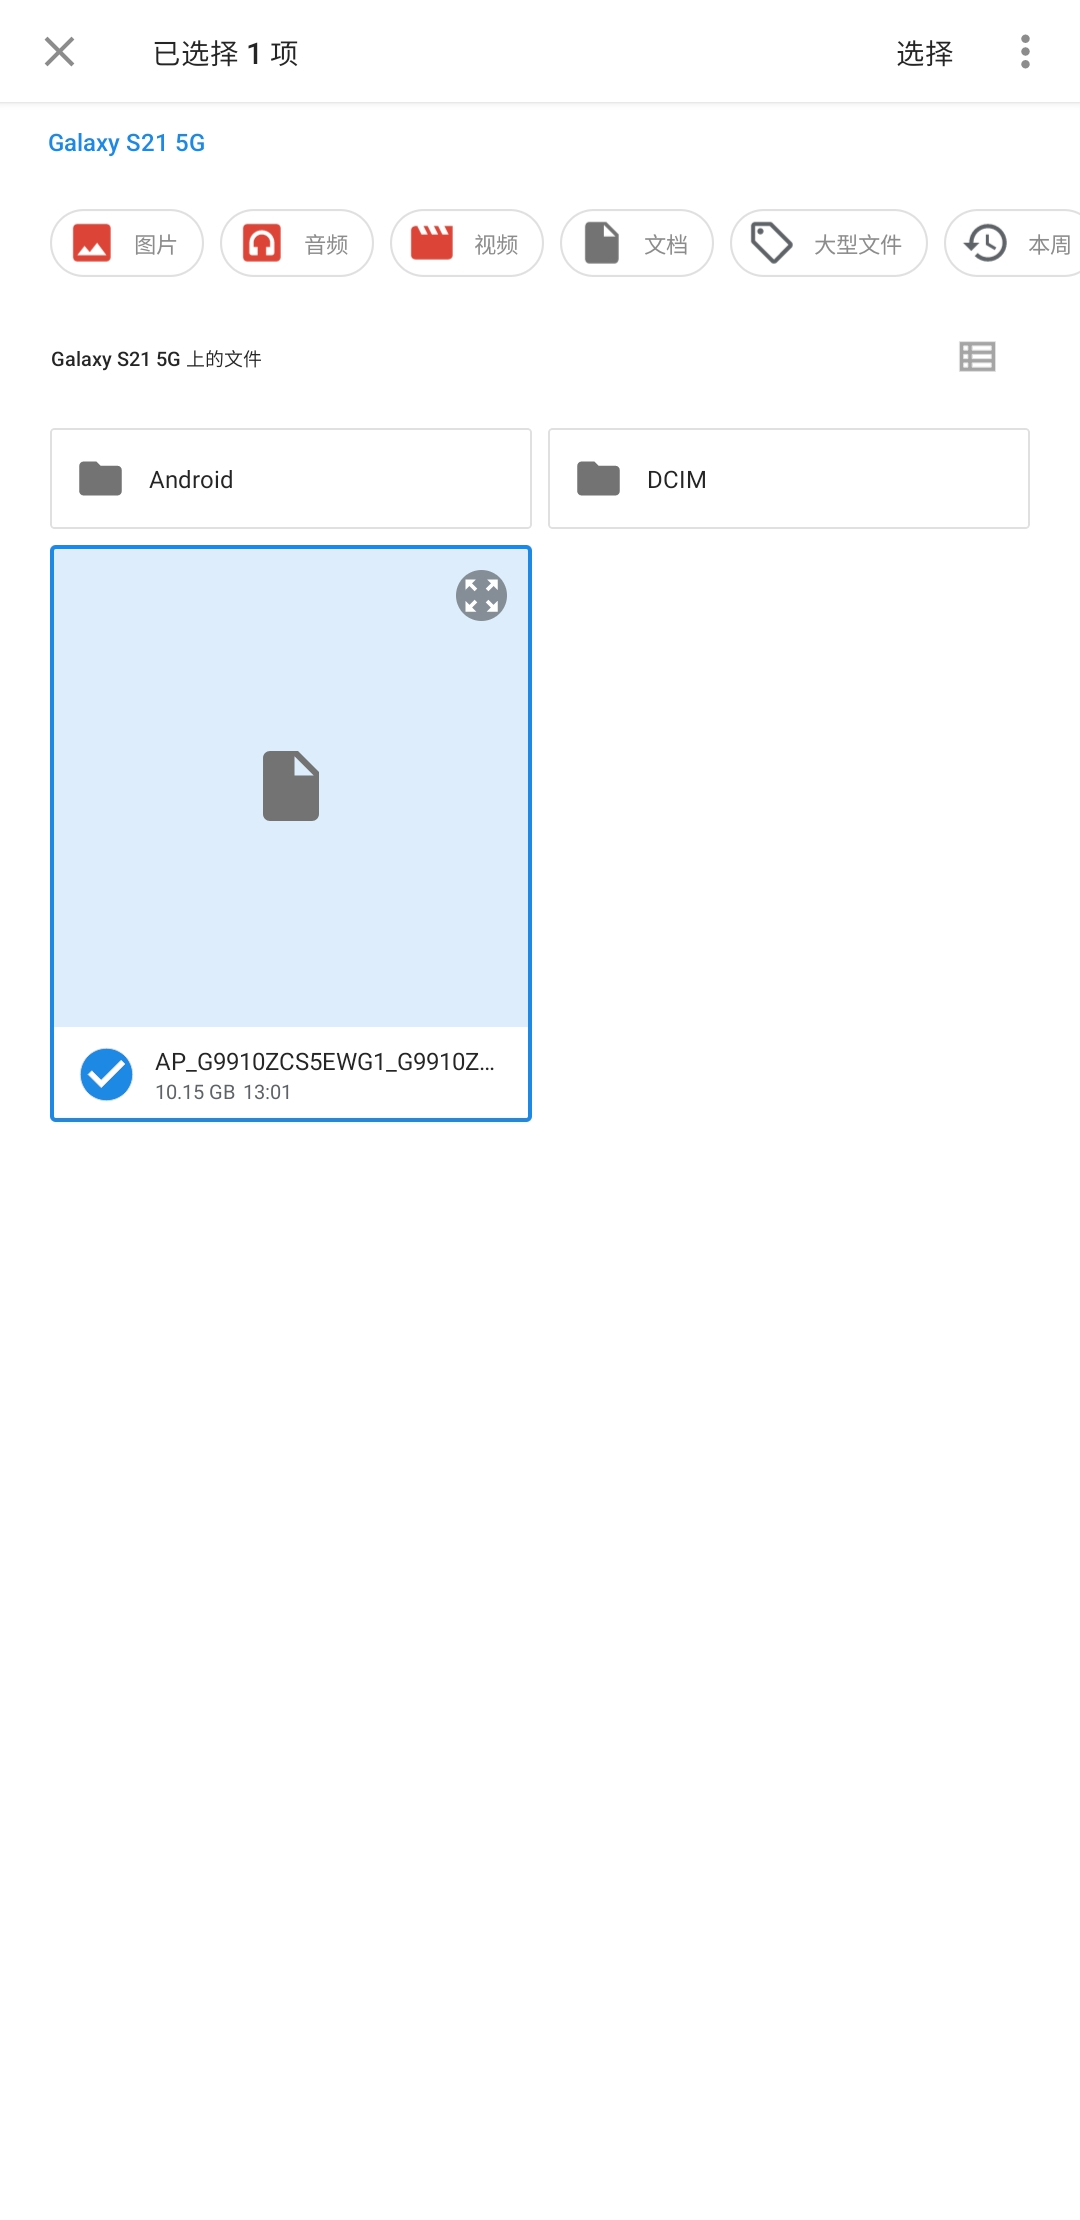 已选择 1 项
选择
Galaxy S21 5G
图片
音频
视频
文档
大型文件
本周
Galaxy S21 5G 上的文件
Android
DCIM
AP_G9910ZCS5EWG1_G9910Z...
10.15 GB 13:01